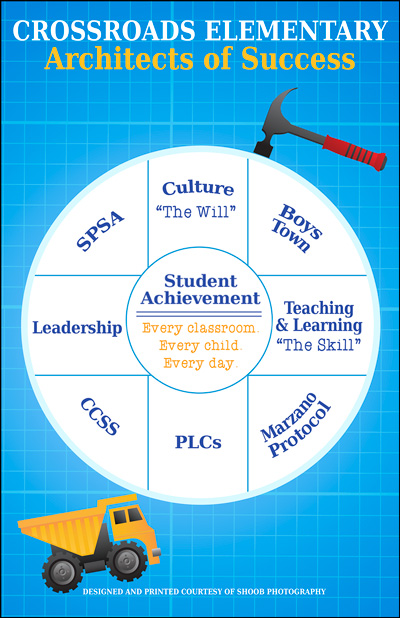 CROSSROADS ELEMENTARY
Architects of Success
SPSA
Culture
“The Will”
Boys
Town
Leadership
Student
Achievement
Every classroom.
Every child.
Every day.
Teaching
& Learning
“The Skill”
CCSS
PLCs
Marzano
Protocol
DESIGNED AND PRINTED COURTESY OF SHOOB PHOTOGRAPHY